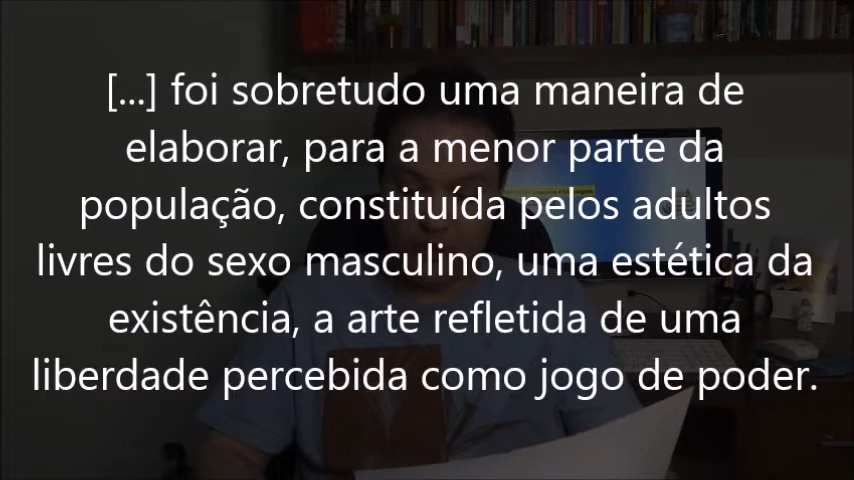 [...] foi sobretudo uma maneira de
elaborar, para a menor parte da
população, constituída pelos adultos
livres do sexo masculino, uma estética da
existência, a arte refletida de uma
liberdade percebida como jogo de poder.